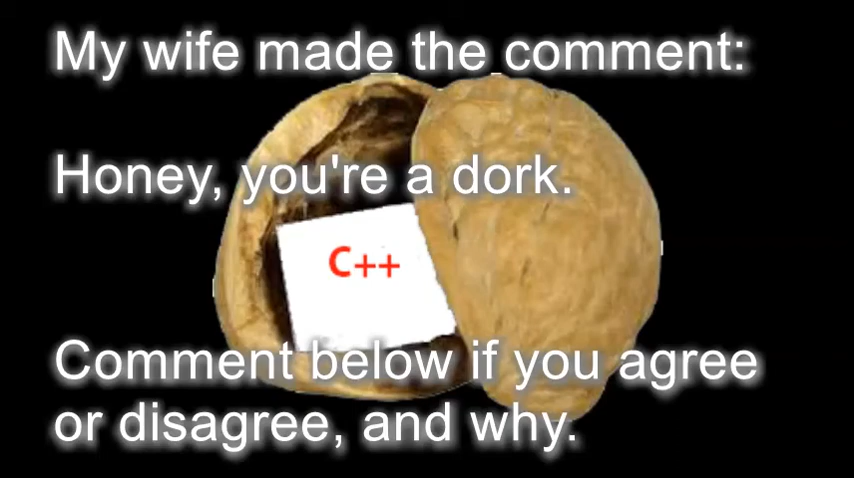 My wife made the comment:
Honey, you're a dork.
C++
Comment below if you agree
or disagree, and why.